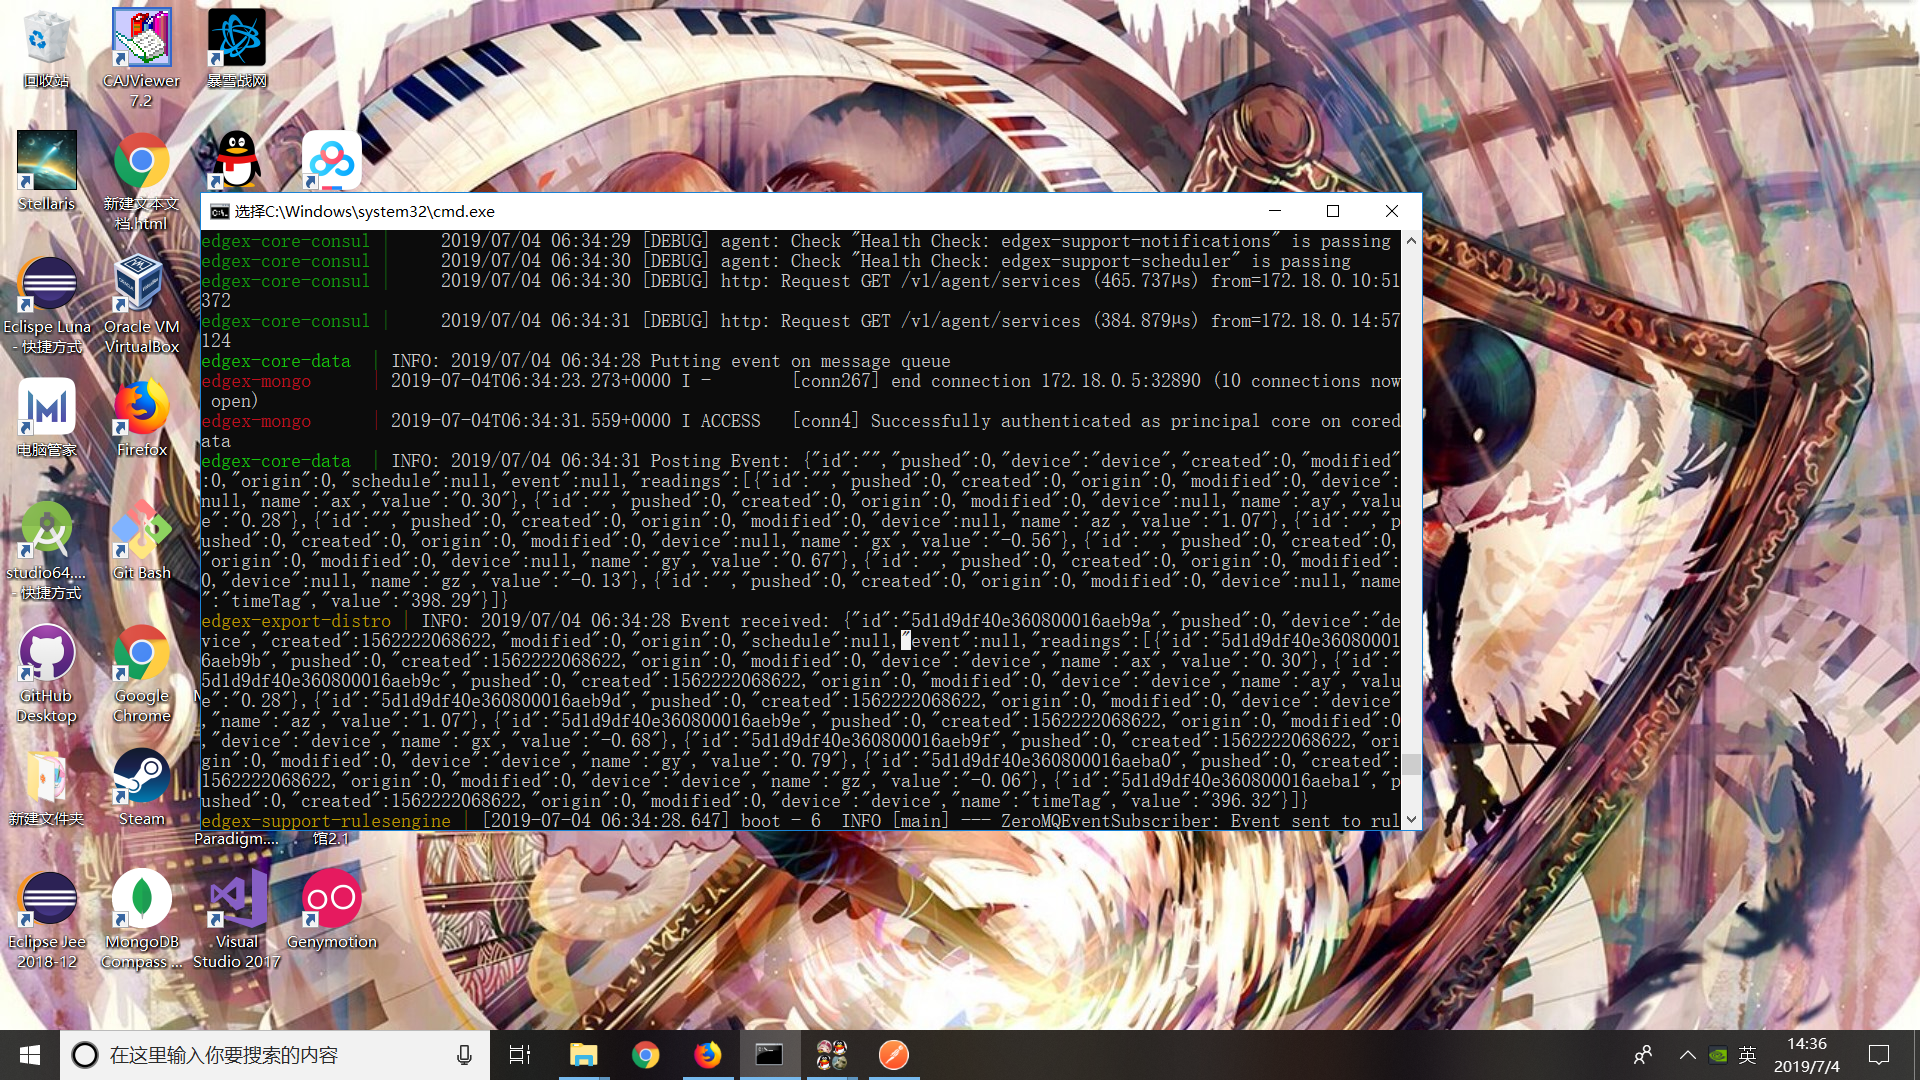 回收站
CAJViewer 7.2
暴雪战网
Stellaris
新建文本文档.html
选择C:\Windows\system32\cmd.exe
edgex-core-consul | 2019/07/04 06:34:29 [DEBUG] agent: Check "Health Check: edgex-support-notifications" is passing
edgex-core-consul | 2019/07/04 06:34:30 [DEBUG] agent: Check "Health Check: edgex-support-scheduler" is passing
edgex-core-consul | 2019/07/04 06:34:30 [DEBUG] http: Request GET /v1/agent/services (465.737μs) from=172.18.0.10:51
372
edgex-core-consul | 2019/07/04 06:34:31 [DEBUG] http: Request GET /v1/agent/services (384.879μs) from=172.18.0.14:57
124
edgex-core-data | INFO: 2019/07/04 06:34:28 Putting event on message queue
edgex-mongo | 2019-07-04T06:34:23.273+0000 I - [conn267] end connection 172.18.0.5:32890 (10 connections now
open)
edgex-mongo | 2019-07-04T06:34:31.559+0000 I ACCESS [conn4] Successfully authenticated as principal core on cored
ata
edgex-core-data | INFO: 2019/07/04 06:34:31 Posting Event: {"id":"","pushed":0,"device":"device","created":0,"modified"
:0,"origin":0,"schedule":null,"event":null,"readings":[{"id":"","pushed":0,"created":0,"origin":0,"modified":0,"device":
null,"name":"ax","value":"0.30"},{"id":"","pushed":0,"created":0,"origin":0,"modified":0,"device":null,"name":"ay","valu
e":"0.28"},{"id":"","pushed":0,"created":0,"origin":0,"modified":0,"device":null,"name":"az","value":"1.07"},{"id":"","p
ushed":0,"created":0,"origin":0,"modified":0,"device":null,"name":"gx","value":"-0.56"},{"id":"","pushed":0,"created":0,
"origin":0,"modified":0,"device":null,"name":"gy","value":"0.67"},{"id":"","pushed":0,"created":0,"origin":0,"modified":
0,"device":null,"name":"gz","value":"-0.13"},{"id":"","pushed":0,"created":0,"origin":0,"modified":0,"device":null,"name
":"timeTag","value":"398.29"}]}
edgex-export-distro | INFO: 2019/07/04 06:34:28 Event received: {"id":"5d1d9df40e360800016aeb9a","pushed":0,"device":"de
vice","created":1562222068622,"modified":0,"origin":0,"schedule":null,"event":null,"readings":[{"id":"5d1d9df40e36080001
6aeb9b","pushed":0,"created":1562222068622,"origin":0,"modified":0,"device":"device","name":"ax","value":"0.30"},{"id":"
5d1d9df40e360800016aeb9c","pushed":0,"created":1562222068622,"origin":0,"modified":0,"device":"device","name":"ay","valu
e":"0.28"},{"id":"5d1d9df40e360800016aeb9d","pushed":0,"created":1562222068622,"origin":0,"modified":0,"device":"device"
,"name":"az","value":"1.07"},{"id":"5d1d9df40e360800016aeb9e","pushed":0,"created":1562222068622,"origin":0,"modified":0
,"device":"device","name":"gx","value":"-0.68"},{"id":"5d1d9df40e360800016aeb9f","pushed":0,"created":1562222068622,"ori
gin":0,"modified":0,"device":"device","name":"gy","value":"0.79"},{"id":"5d1d9df40e360800016aeba0","pushed":0,"created":
1562222068622,"origin":0,"modified":0,"device":"device","name":"gz","value":"-0.06"},{"id":"5d1d9df40e360800016aeba1","p
ushed":0,"created":1562222068622,"origin":0,"modified":0,"device":"device","name":"timeTag","value":"396.32"}]}
edgex-support-rulesengine | [2019-07-04 06:34:28.647] boot - 6 INFO [main] --- ZeroMQEventSubscriber: Event sent to rul
Eclispe Luna - 快捷方式
Oracle VM VirtualBox
电脑管家
Firefox
studio64.... - 快捷方式
Git Bash
GitHub Desktop
Google Chrome
新建文件夹
Steam
Paradigm....
馆2.1
Eclipse Jee 2018-12
MongoDB Compass ...
Visual Studio 2017
Genymotion
在这里输入你要搜索的内容
英
14:36
2019/7/4